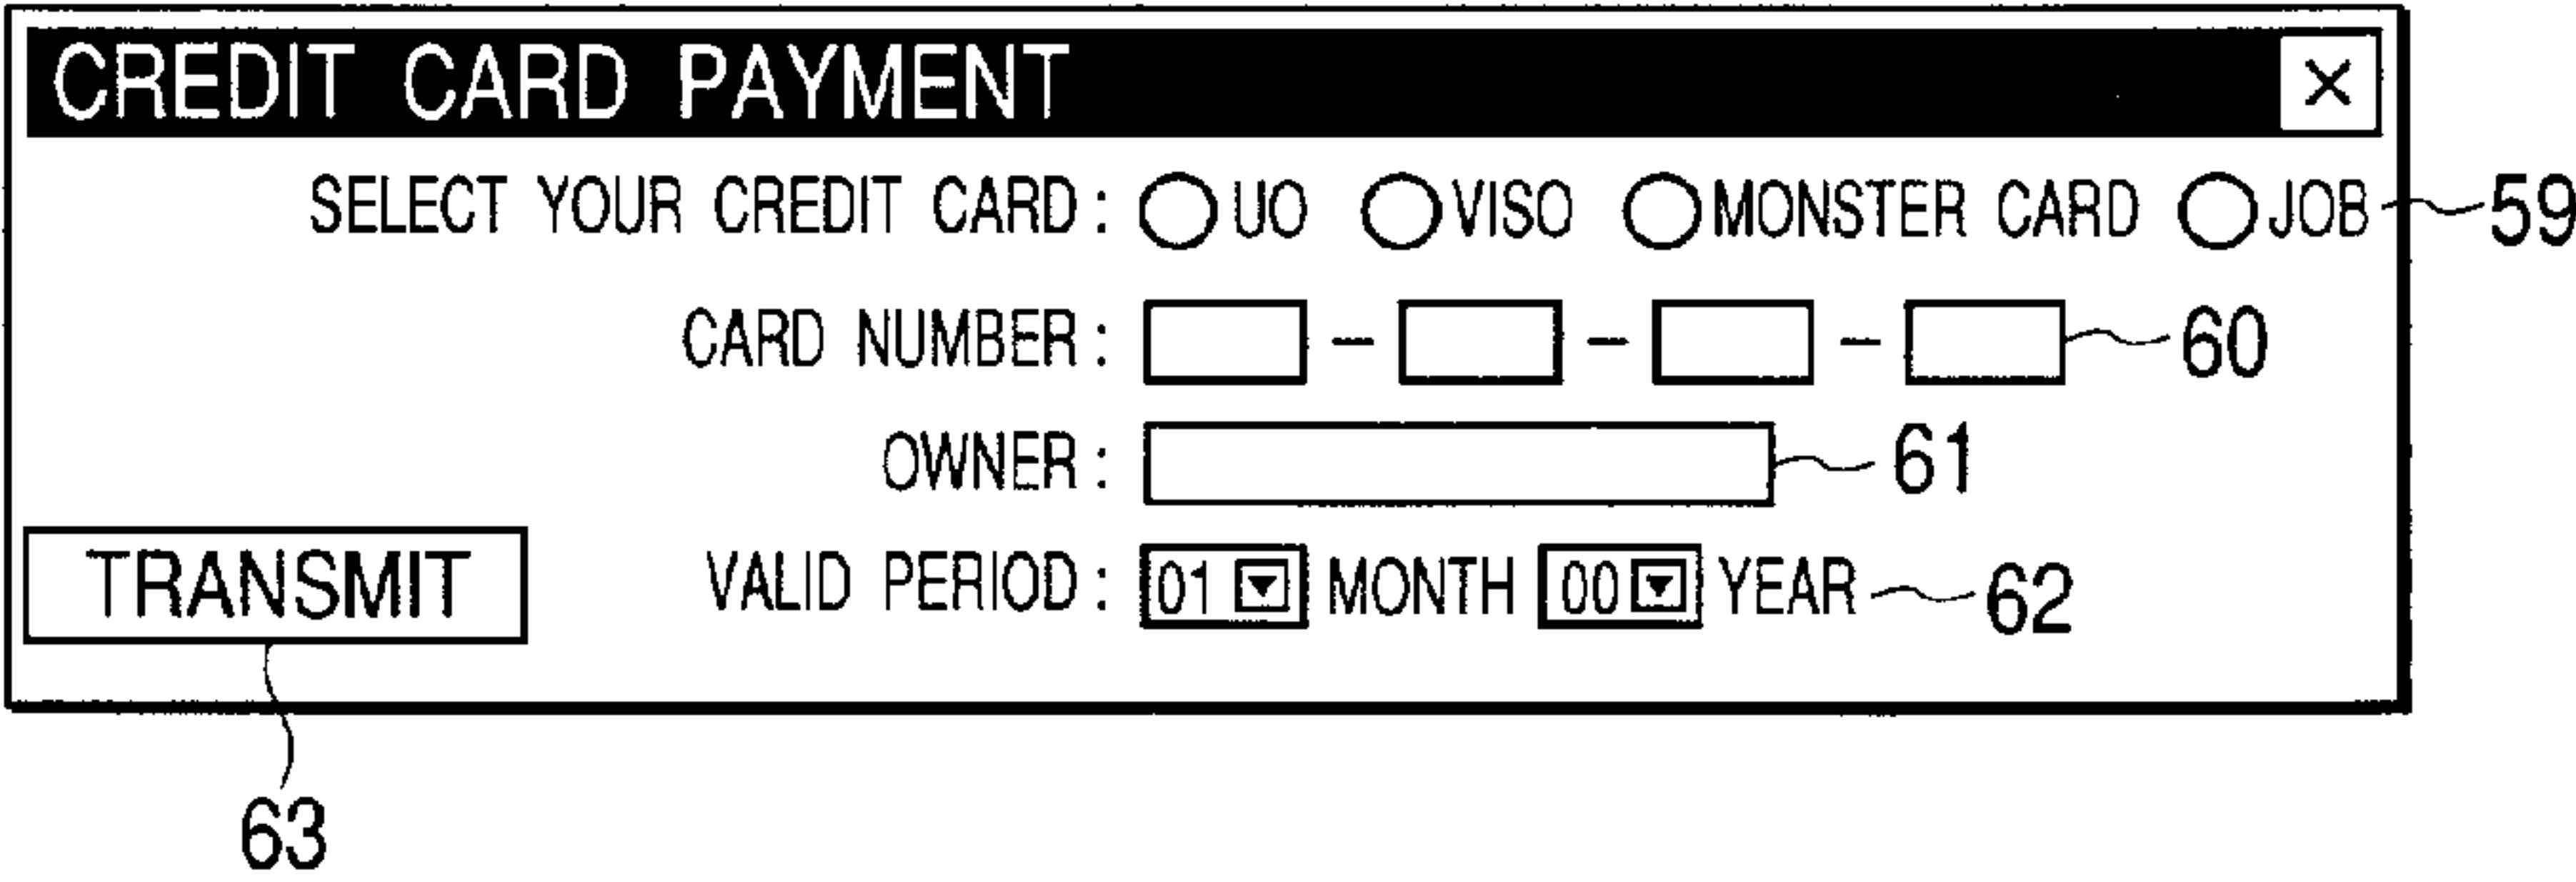 CREDIT CARD PAYMENT ×
SELECT YOUR CREDIT CARD : UO VISO MONSTER CARD JOB 59
CARD NUMBER : - - - 60
OWNER : 61
TRANSMIT VALID PERIOD : 01 MONTH 00 YEAR 62
63